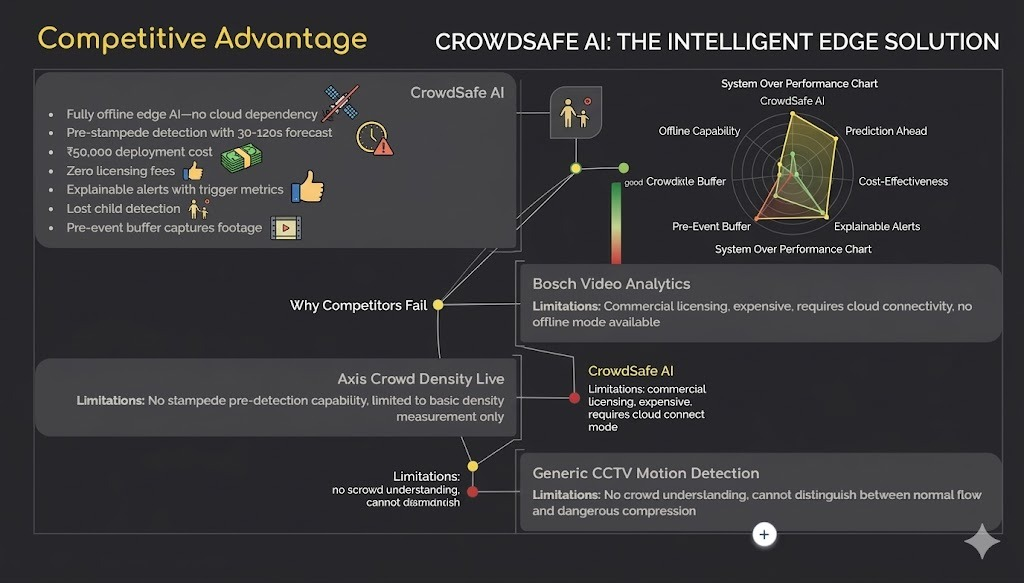 Competitive Advantage
CROWDSAFE AI: THE INTELLIGENT EDGE SOLUTION
CrowdSafe AI
• Fully offline edge AI—no cloud dependency
• Pre-stampede detection with 30-120s forecast
• ₹50,000 deployment cost
• Zero licensing fees
• Explainable alerts with trigger metrics
• Lost child detection
• Pre-event buffer captures footage
System Over Performance Chart
CrowdSafe AI
Offline Capability
Prediction Ahead
good
Buffer
Cost-Effectiveness
Pre-Event Buffer
Explainable Alerts
System Over Performance Chart
Why Competitors Fail
Bosch Video Analytics
Limitations: Commercial licensing, expensive, requires cloud connectivity, no
offline mode available
Axis Crowd Density Live
Limitations: No stampede pre-detection capability, limited to basic density
measurement only
CrowdSafe AI
Limitations: commercial
licensing, expensive.
requires cloud connect
mode
Limitations:
no scrowd understanding,
cannot
Generic CCTV Motion Detection
Limitations: No crowd understanding, cannot distinguish between normal flow
and dangerous compression